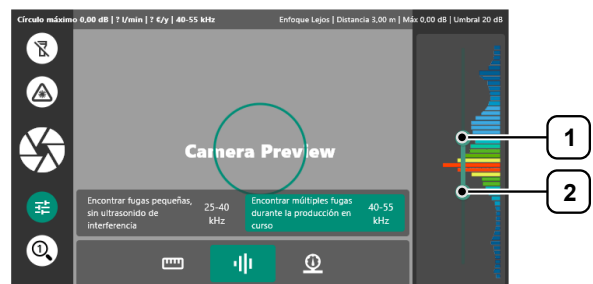 Círculo máximo 0,00 dB | ? l/min | ? €/y | 40-55 kHz
Enfoque Lejos | Distancia 3,00 m | Máx 0,00 dB | Umbral 20 dB
Camera Preview
Encontrar fugas pequeñas,
sin ultrasonido de
interferencia
25-40
kHz
Encontrar múltiples fugas
durante la producción en
curso
40-55
kHz
1
2
1